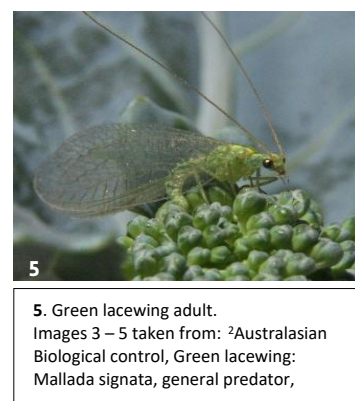 5
5. Green lacewing adult.
Images 3 – 5 taken from: ²Australasian
Biological control, Green lacewing:
Mallada signata, general predator,